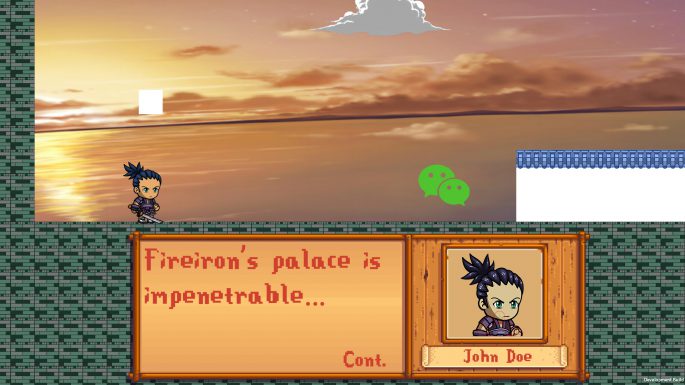 Fireiron's palace is
impenetrable...
Cont.
John Doe
Development Build